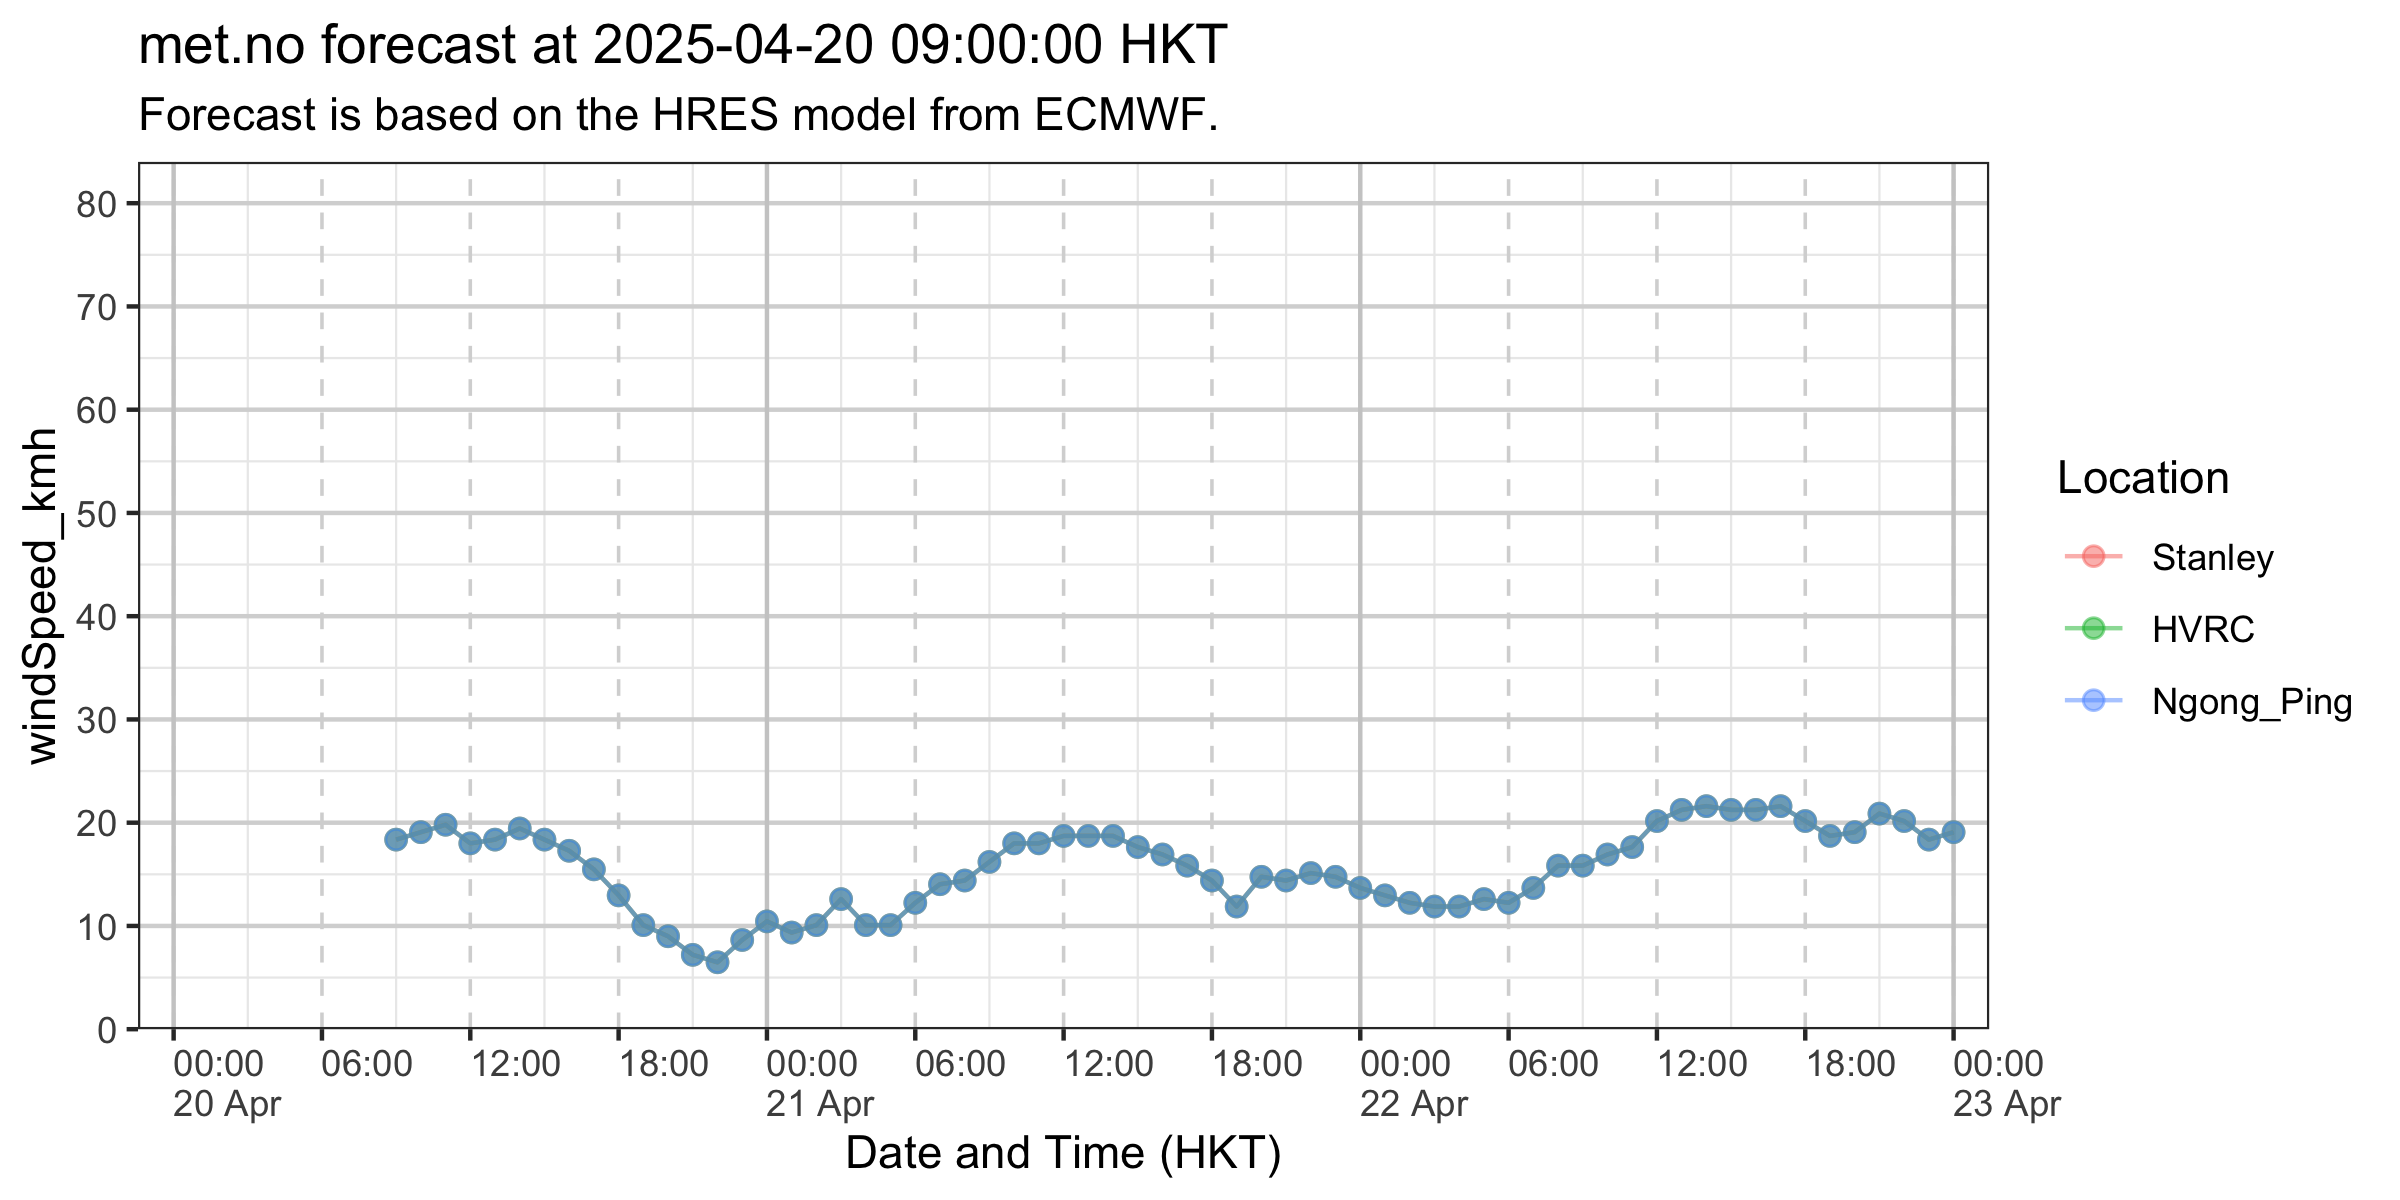 met.no forecast at 2025-04-20 09:00:00 HKT
Forecast is based on the HRES model from ECMWF.
windSpeed_kmh
80
70
60
50
40
30
20
10
0
00:00 06:00 12:00 18:00 00:00 06:00 12:00 18:00 00:00 06:00 12:00 18:00 00:00
20 Apr 21 Apr 22 Apr 23 Apr
Date and Time (HKT)
Location
Stanley
HVRC
Ngong_Ping